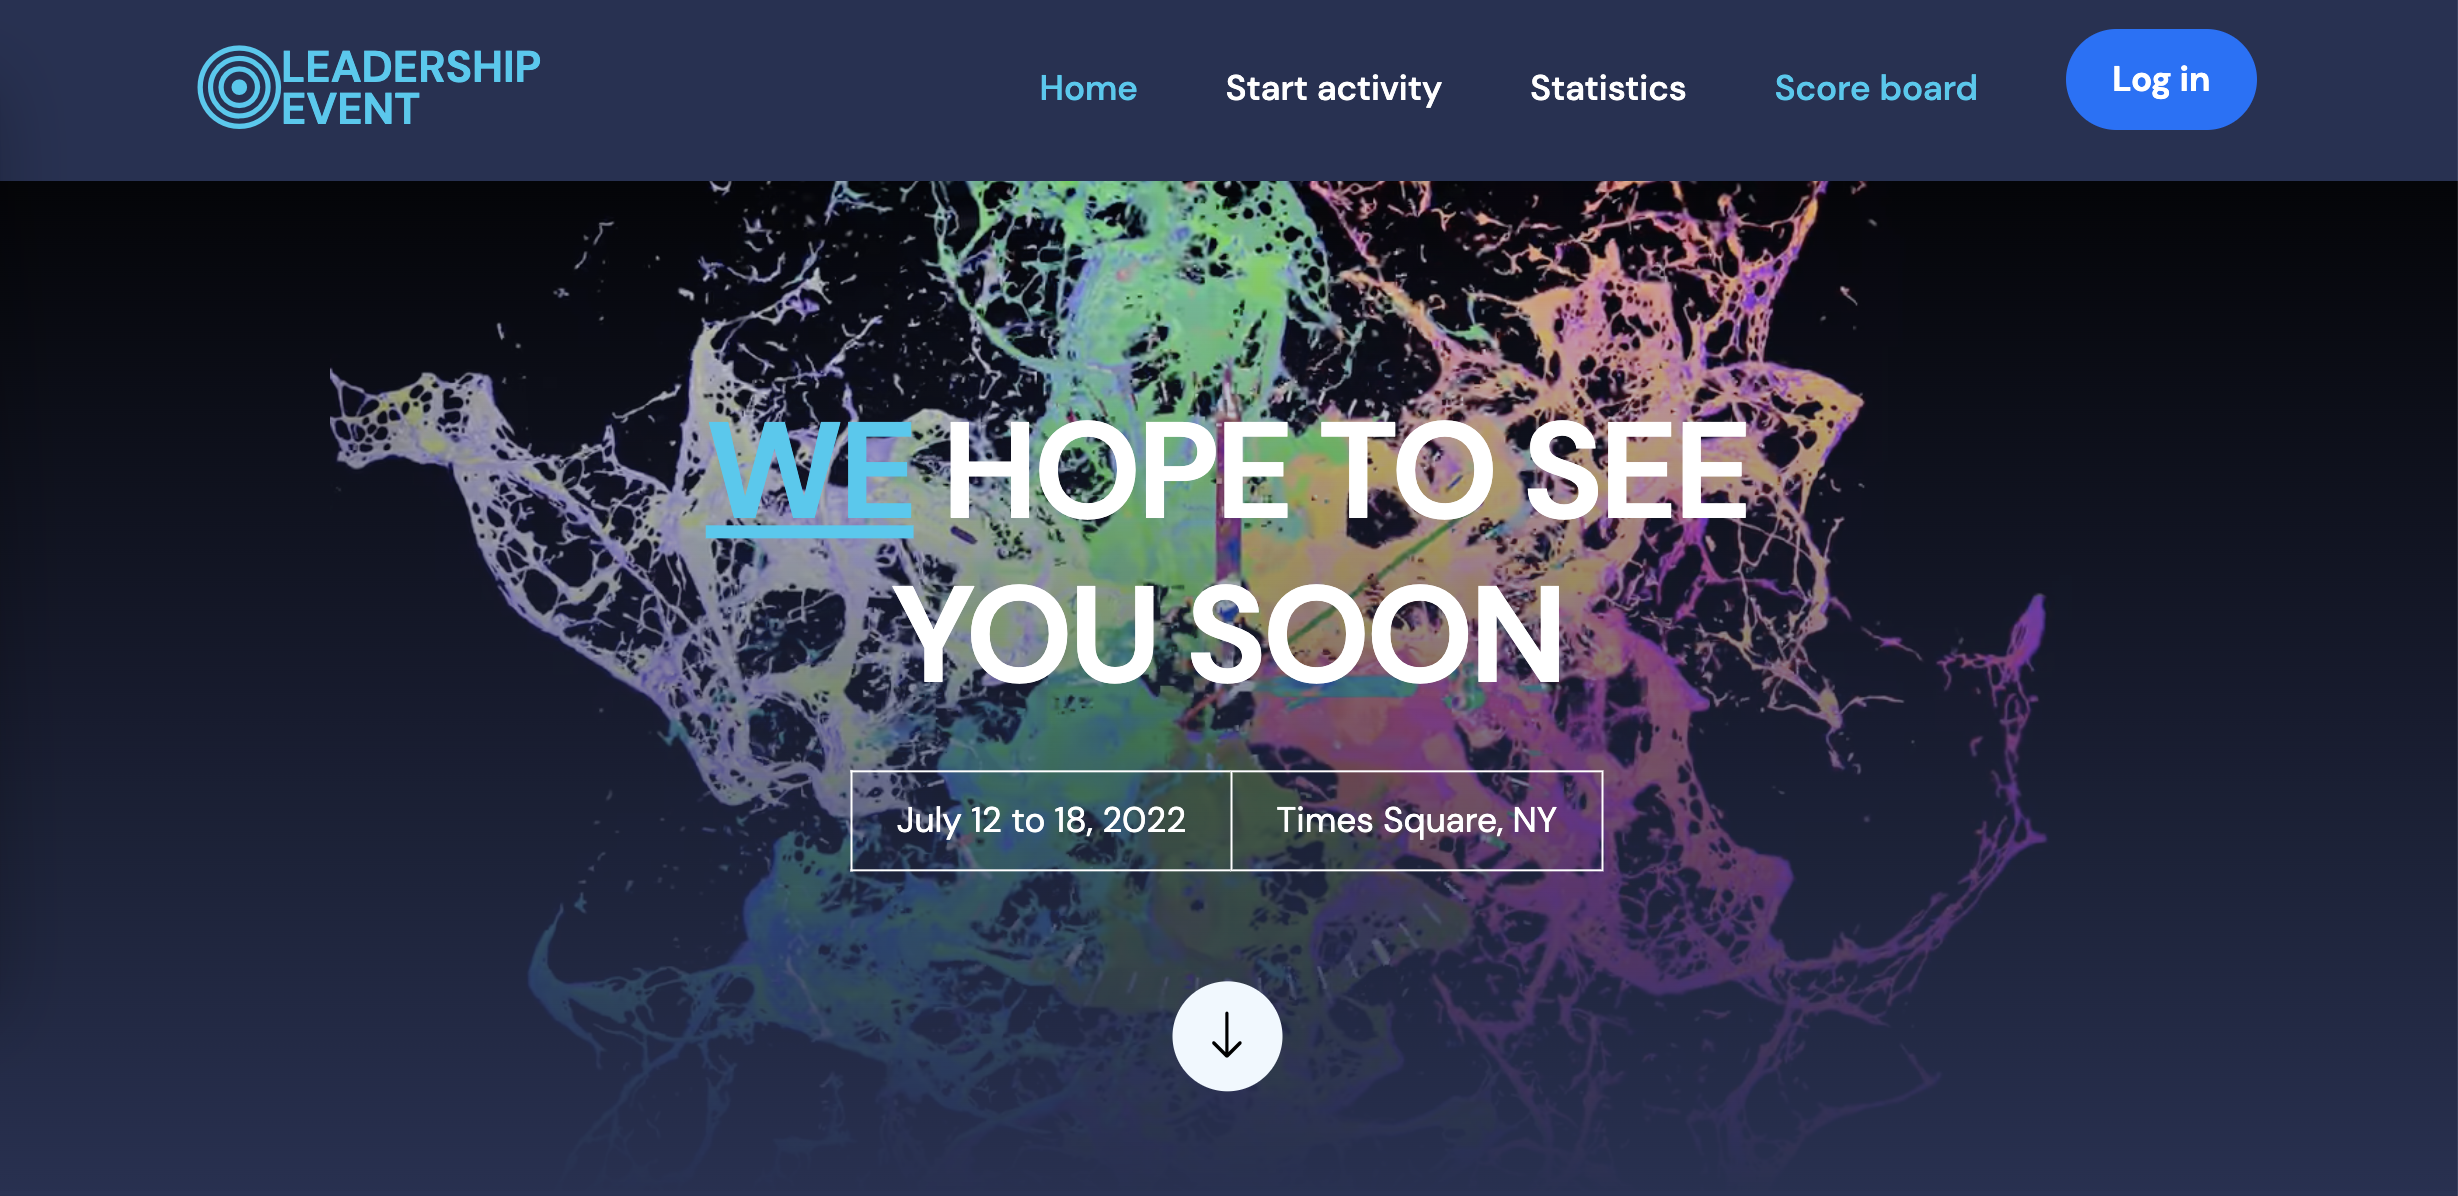 LEADERSHIP
EVENT
Home Start activity Statistics Score board Log in
WE HOPE TO SEE
YOU SOON
July 12 to 18, 2022 Times Square, NY